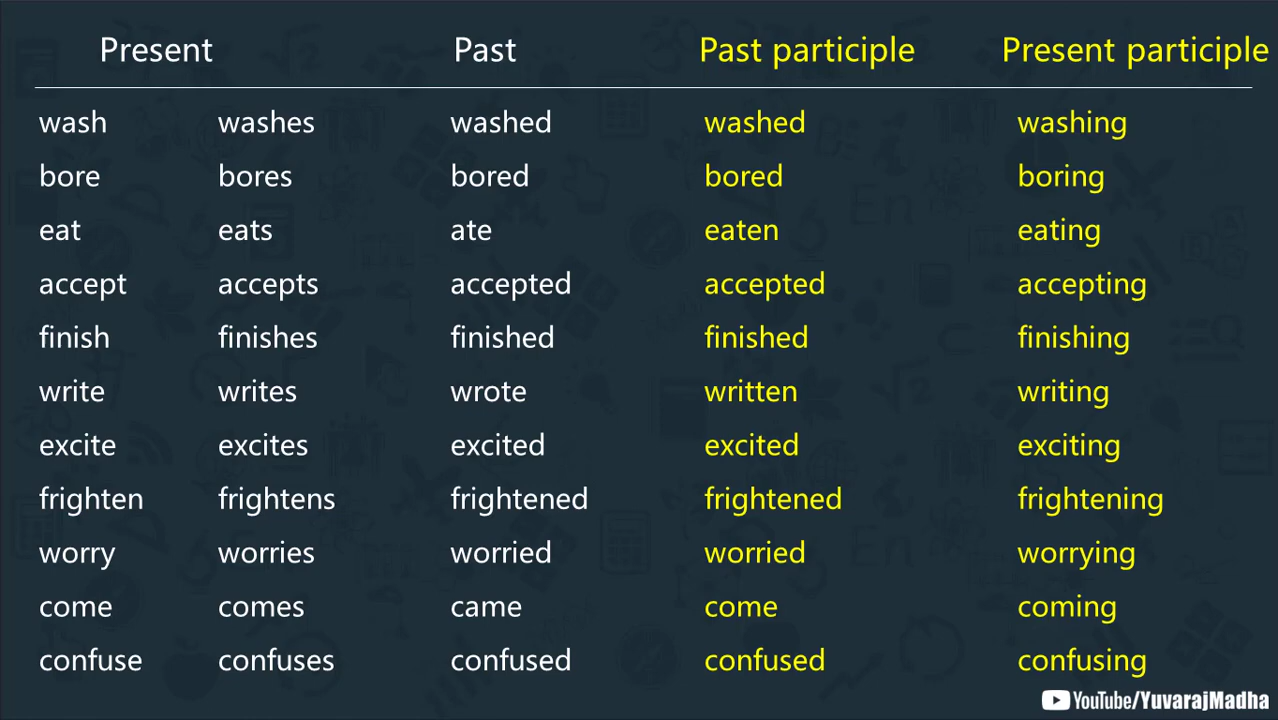 Present Past Past participle Present participle
wash washes washed washed washing
bore bores bored bored boring
eat eats ate eaten eating
accept accepts accepted accepted accepting
finish finishes finished finished finishing
write writes wrote written writing
excite excites excited excited exciting
frighten frightens frightened frightened frightening
worry worries worried worried worrying
come comes came come coming
confuse confuses confused confused confusing
YouTube/YuvarajMadha